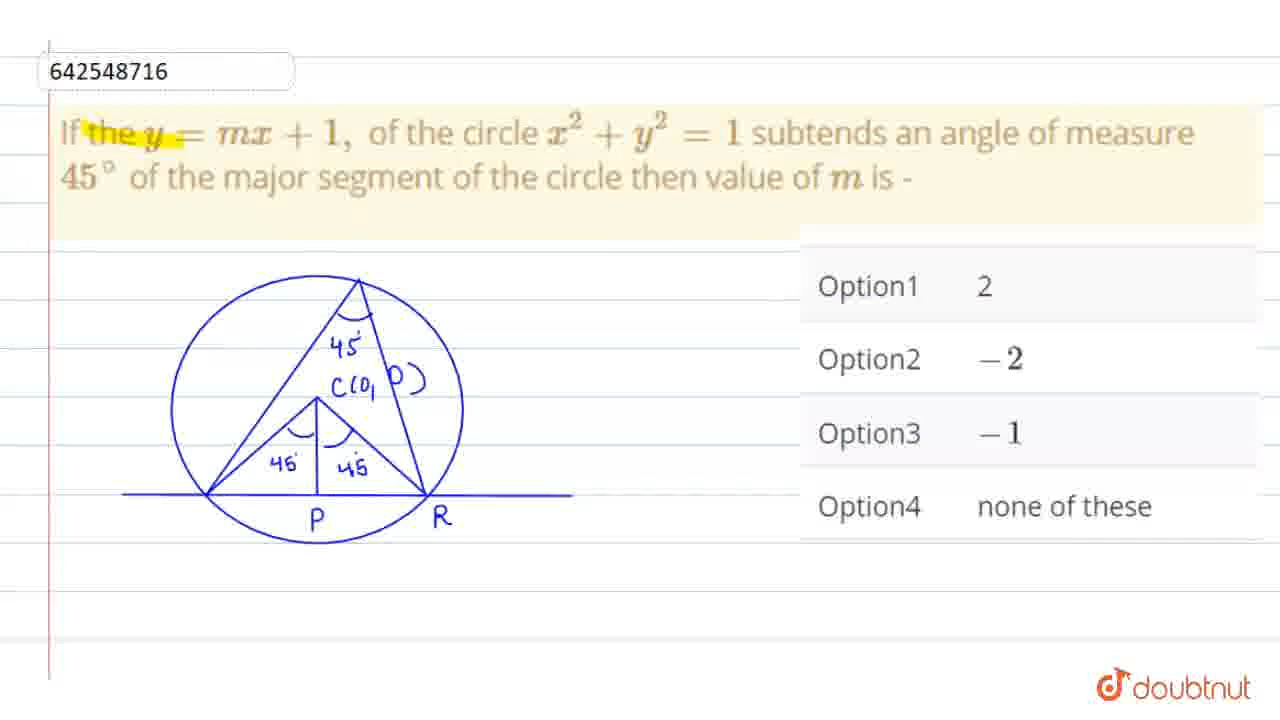 642548716
If the y = mx + 1, of the circle x² + y² = 1 subtends an angle of measure
45° of the major segment of the circle then value of m is -
Option1 2
Option2 −2
Option3 −1
Option4 none of these
45°
C(0, 0)
45°
45°
P
R
doubtnut